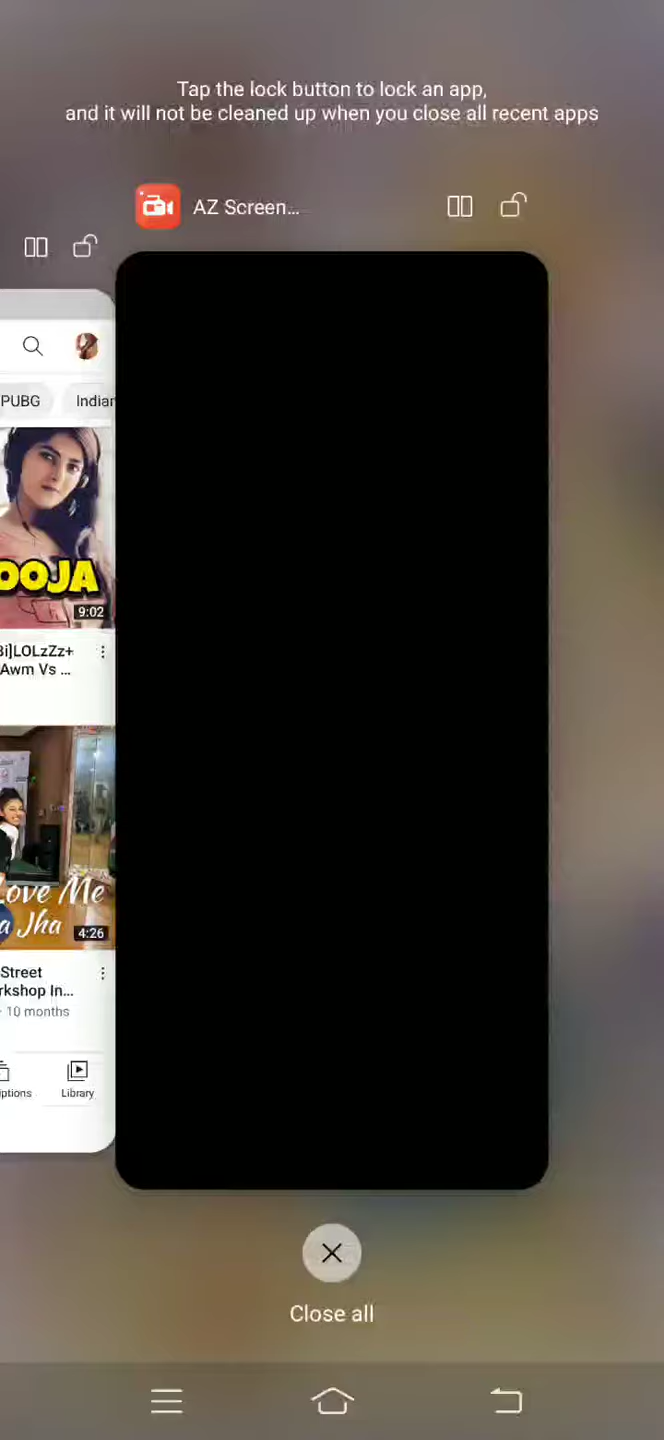 Tap the lock button to lock an app,
and it will not be cleaned up when you close all recent apps
AZ Screen...
PUBG
Indian
OOJA
9:02
Bi]LOLzZz+
Awm Vs ...
Love Me
a Jha
4:26
Street
rkshop In...
10 months
iptions
Library
Close all